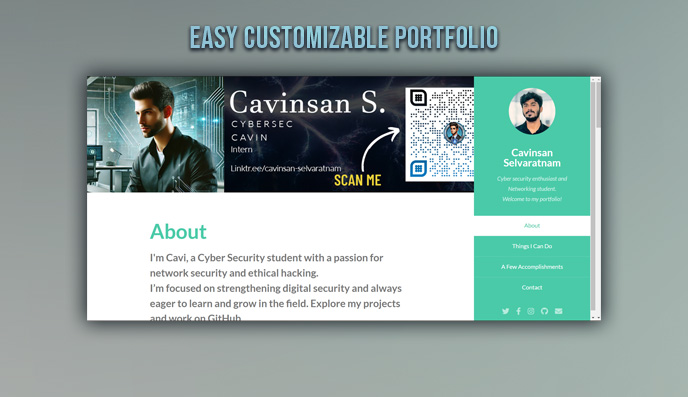 EASY CUSTOMIZABLE PORTFOLIO
Cavinsan S.
CYBERSEC
CAVIN
Intern
Linktr.ee/cavinsan-selvaratnam
SCAN ME
About
I'm Cavi, a Cyber Security student with a passion for
network security and ethical hacking.
I'm focused on strengthening digital security and always
eager to learn and grow in the field. Explore my projects
and work on GitHub
Cavinsan
Selvaratnam
Cyber security enthusiast and
Networking student.
Welcome to my portfolio!
About
Things I Can Do
A Few Accomplishments
Contact